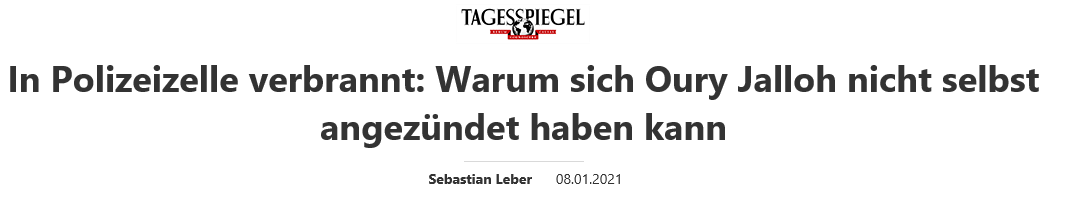 TAGESSPIEGEL
In Polizeizelle verbrannt: Warum sich Oury Jalloh nicht selbst
angezündet haben kann
Sebastian Leber 08.01.2021